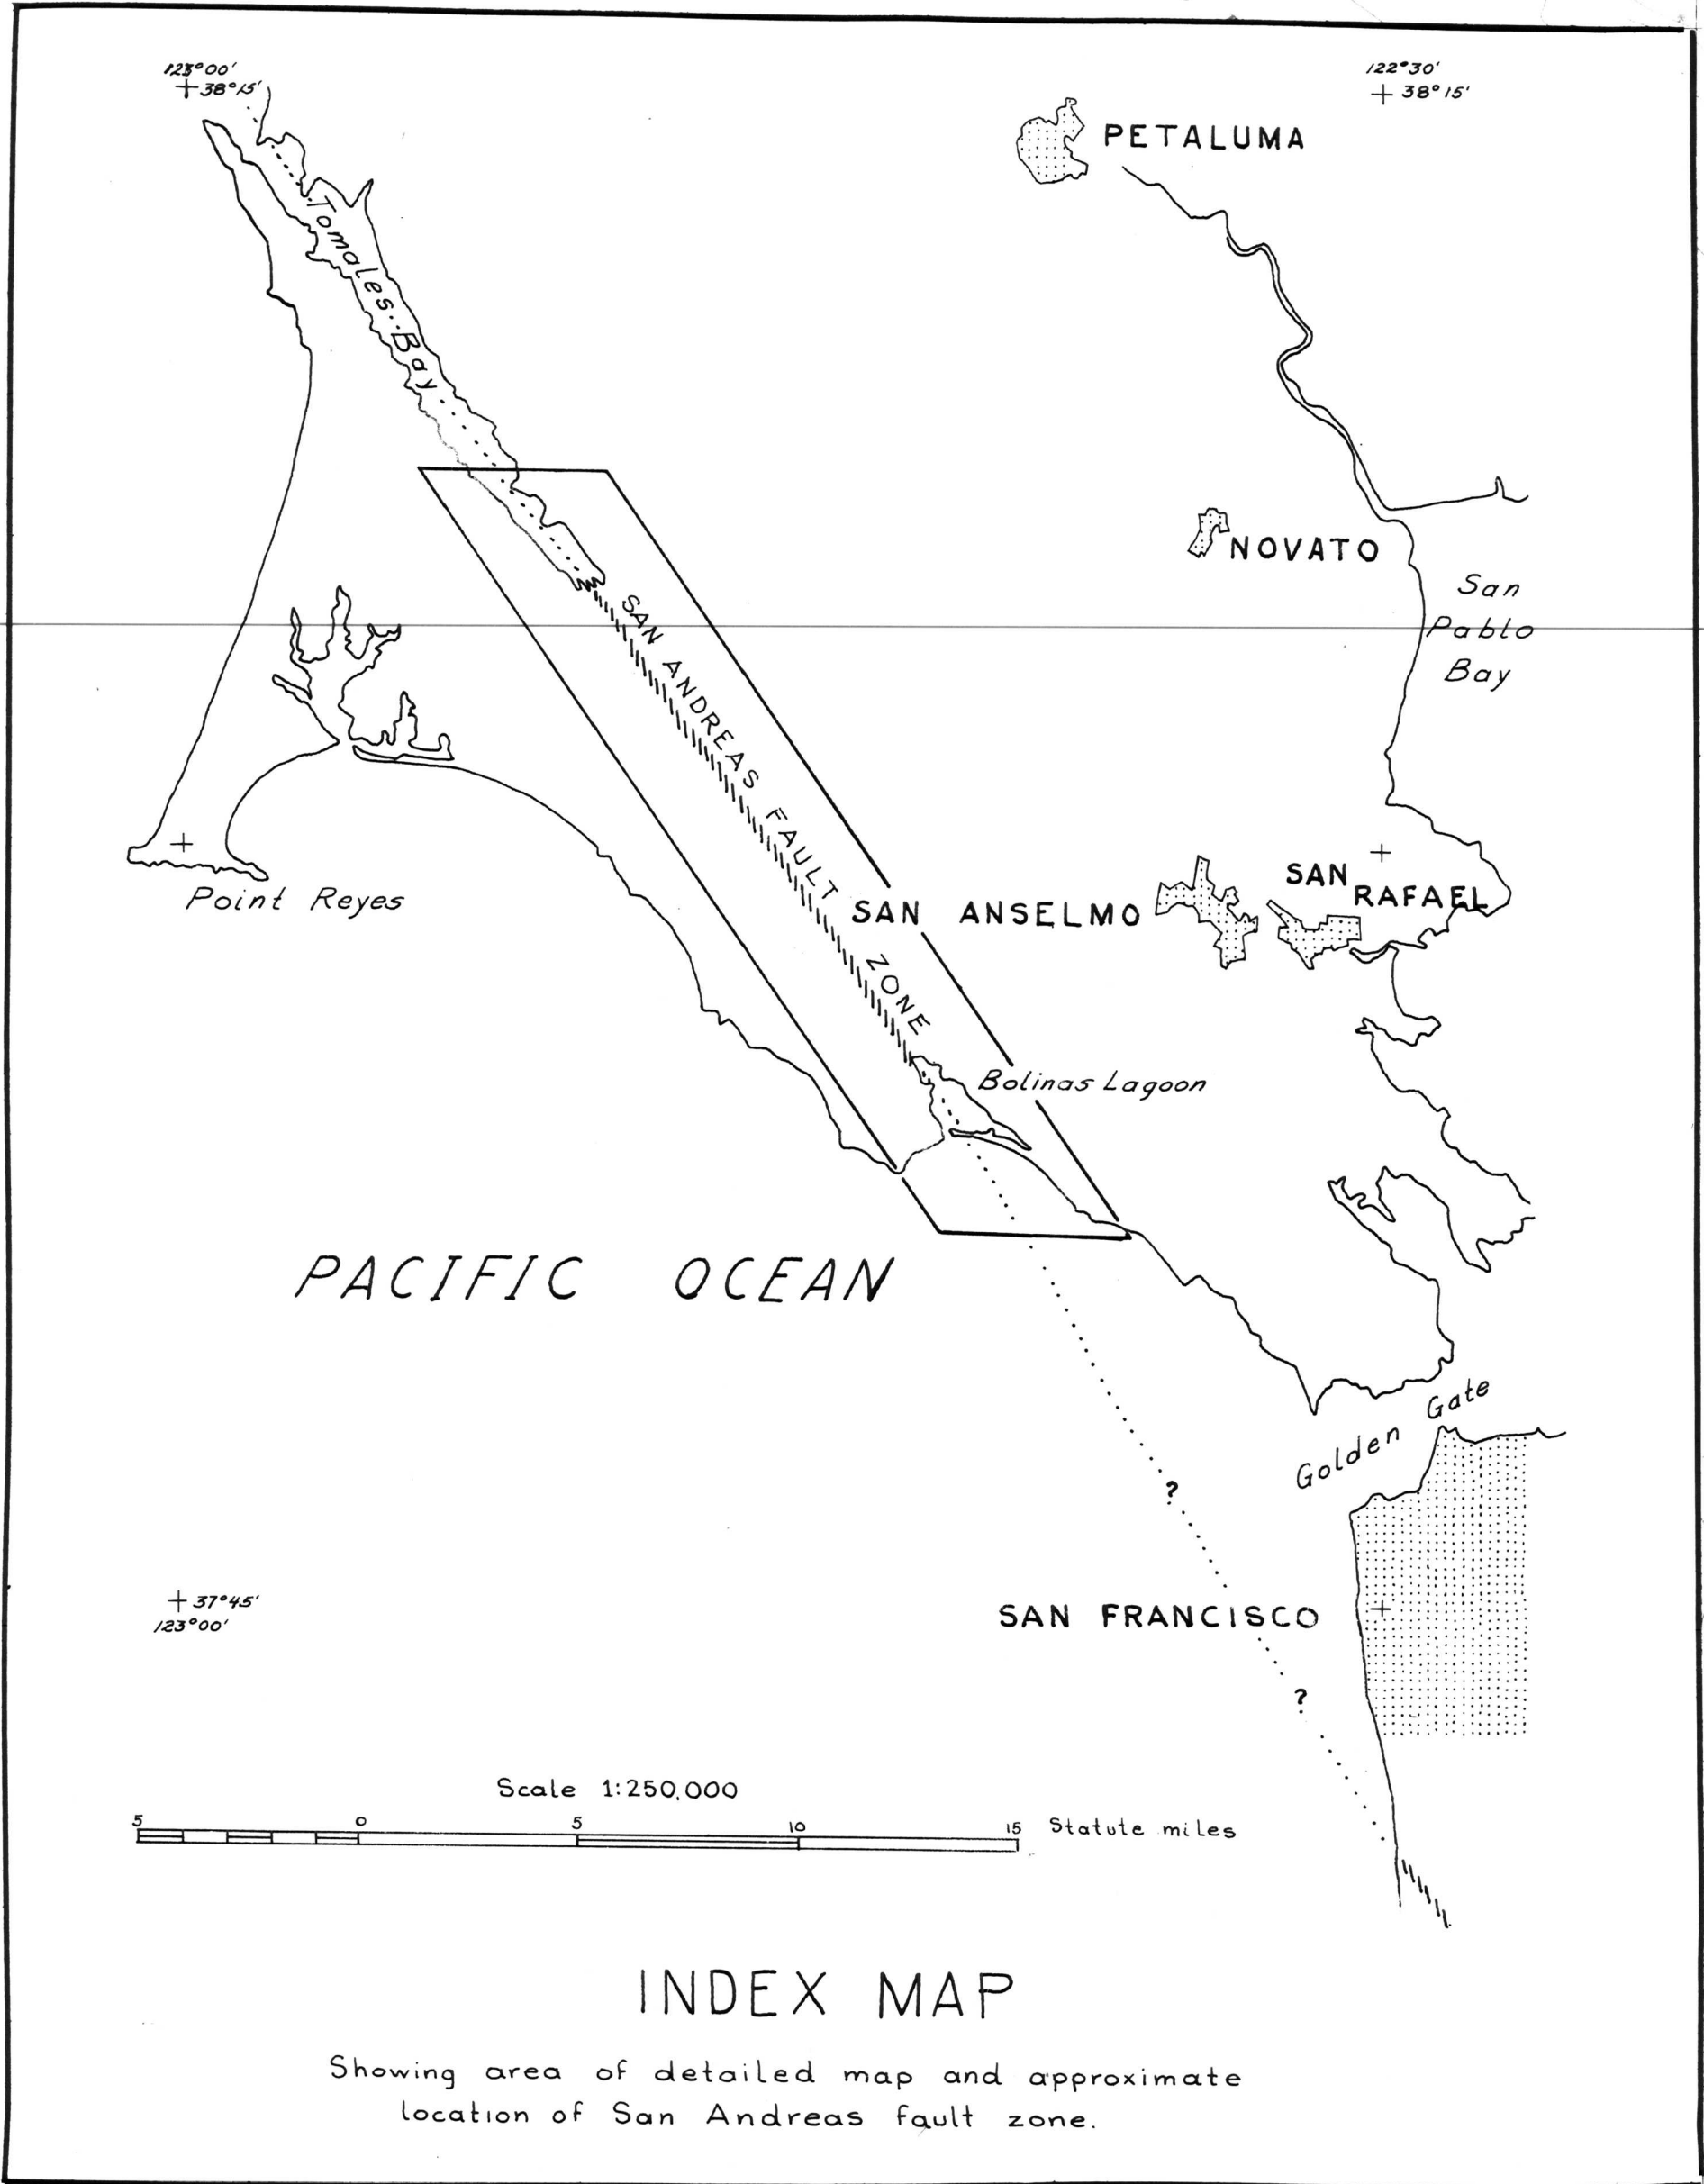 123°00'
38°15'
122°30'
38°15'
PETALUMA
Tomales Bay
NOVATO
San
Pablo
Bay
SAN ANDREAS FAULT ZONE
Point Reyes
SAN ANSELMO
SAN
RAFAEL
Bolinas Lagoon
PACIFIC OCEAN
Golden Gate
?
37°45'
123°00'
SAN FRANCISCO
?
Scale 1:250,000
5 0 5 10 15 Statute miles
INDEX MAP
Showing area of detailed map and approximate
location of San Andreas fault zone.